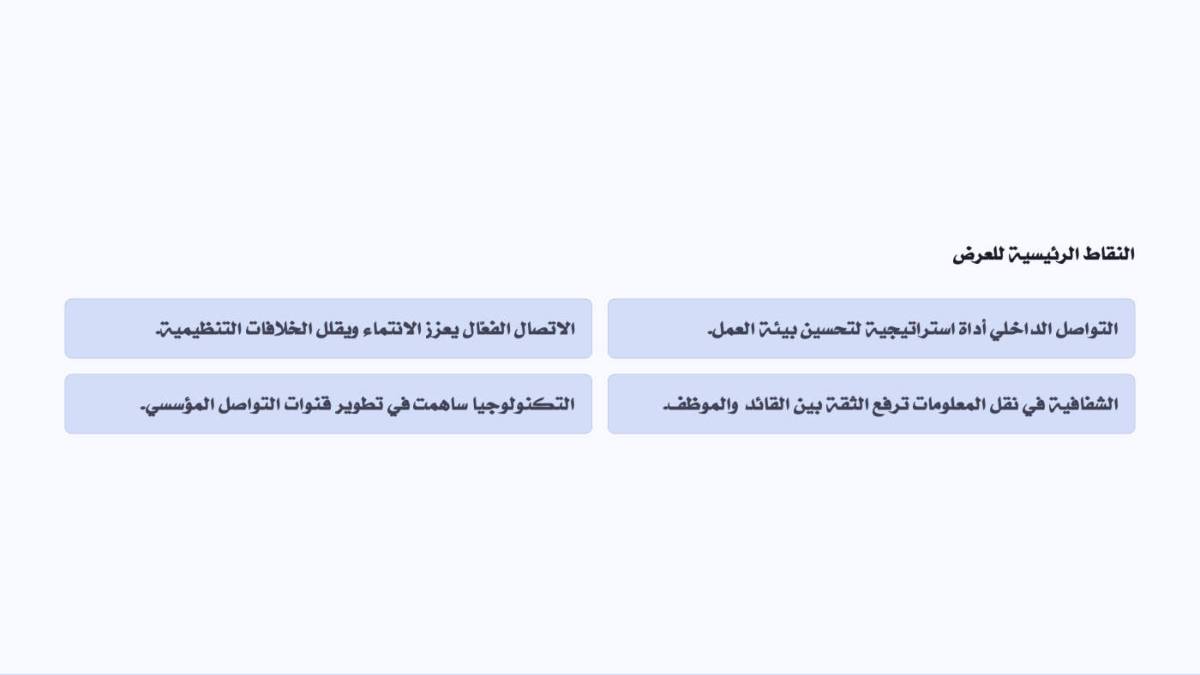 النقاط الرئيسية للعرض
التواصل الداخلي أداة استراتيجية لتحسين بيئة العمل.
الاتصال الفعّال يعزز الانتماء ويقلل الخلافات التنظيمية.
الشفافية في نقل المعلومات ترفع الثقة بين القائد والموظف.
التكنولوجيا ساهمت في تطوير قنوات التواصل المؤسسي.